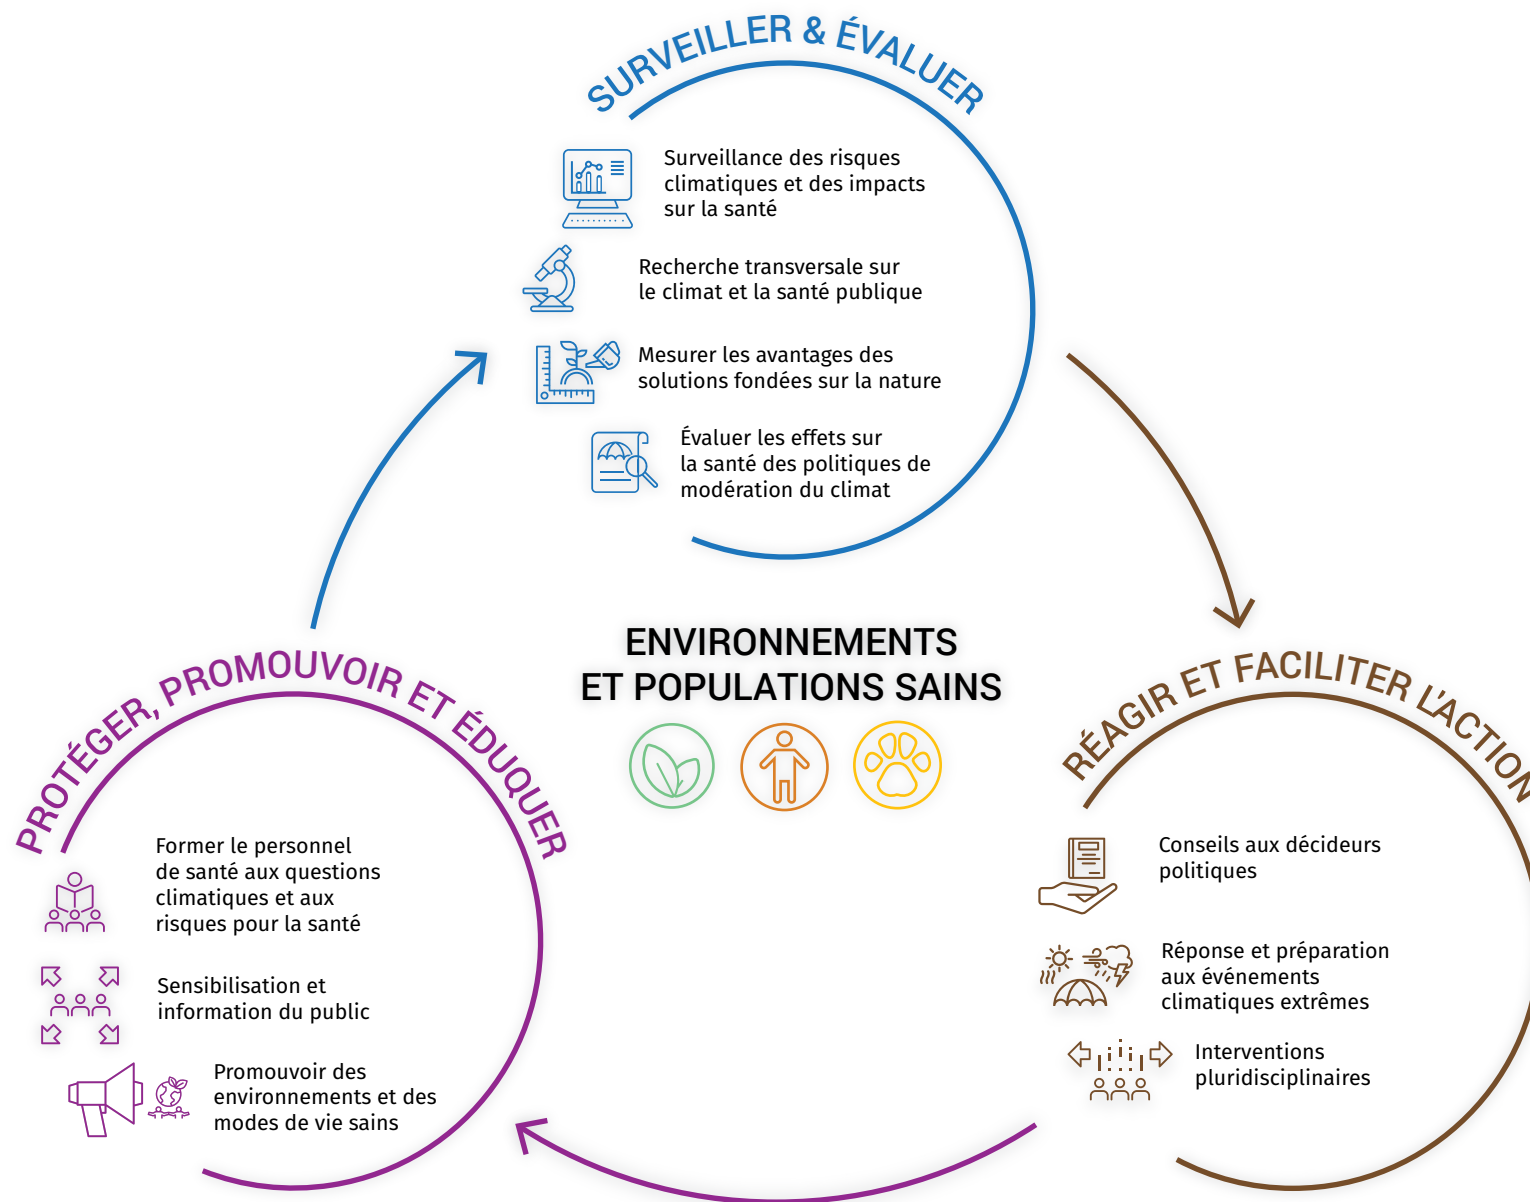 SURVEILLER & ÉVALUER
Surveillance des risques
climatiques et des impacts
sur la santé
Recherche transversale sur
le climat et la santé publique
Mesurer les avantages des
solutions fondées sur la nature
Évaluer les effets sur
la santé des politiques de
modération du climat
ENVIRONNEMENTS
ET POPULATIONS SAINS
RÉAGIR ET FACILITER L'ACTION
Conseils aux décideurs
politiques
Réponse et préparation
aux événements
climatiques extrêmes
Interventions
pluridisciplinaires
PROTÉGER, PROMOUVOIR ET ÉDUQUER
Former le personnel
de santé aux questions
climatiques et aux
risques pour la santé
Sensibilisation et
information du public
Promouvoir des
environnements et des
modes de vie sains